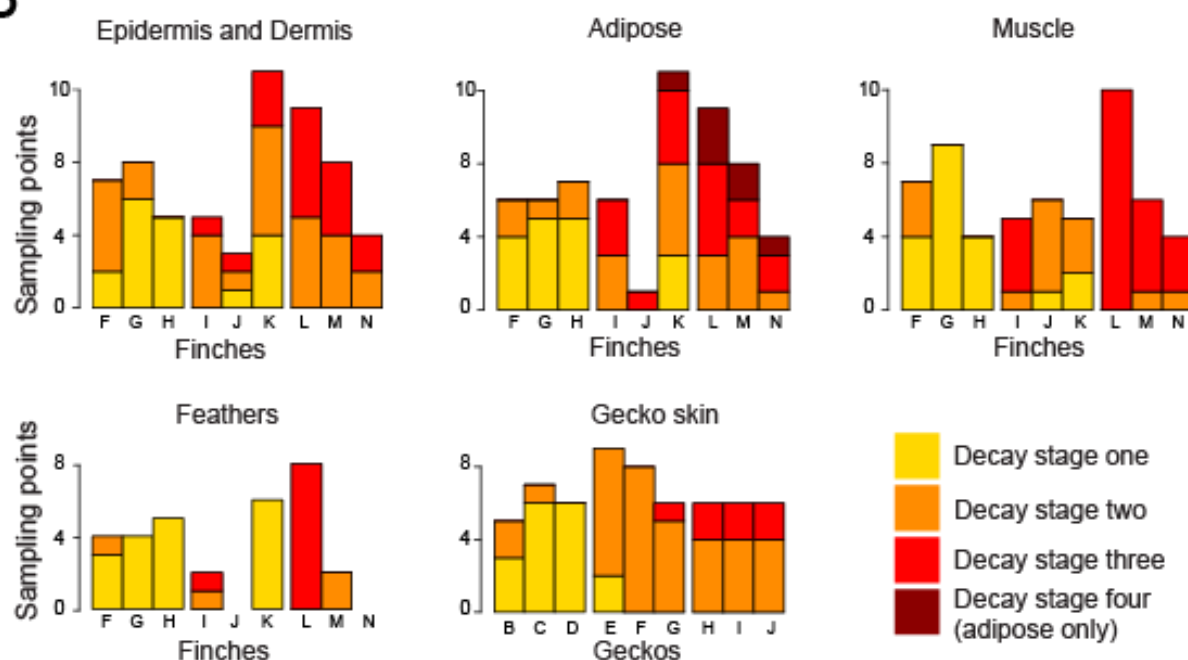 Epidermis and Dermis
Sampling points
10
8
4
0
F G H I J K L M N
Finches
Adipose
10
8
4
0
F G H I J K L M N
Finches
Muscle
10
8
4
0
F G H I J K L M N
Finches
Feathers
Sampling points
8
4
0
F G H I J K L M N
Finches
Gecko skin
8
4
0
B C D E F G H I J
Geckos
Decay stage one
Decay stage two
Decay stage three
Decay stage four
(adipose only)